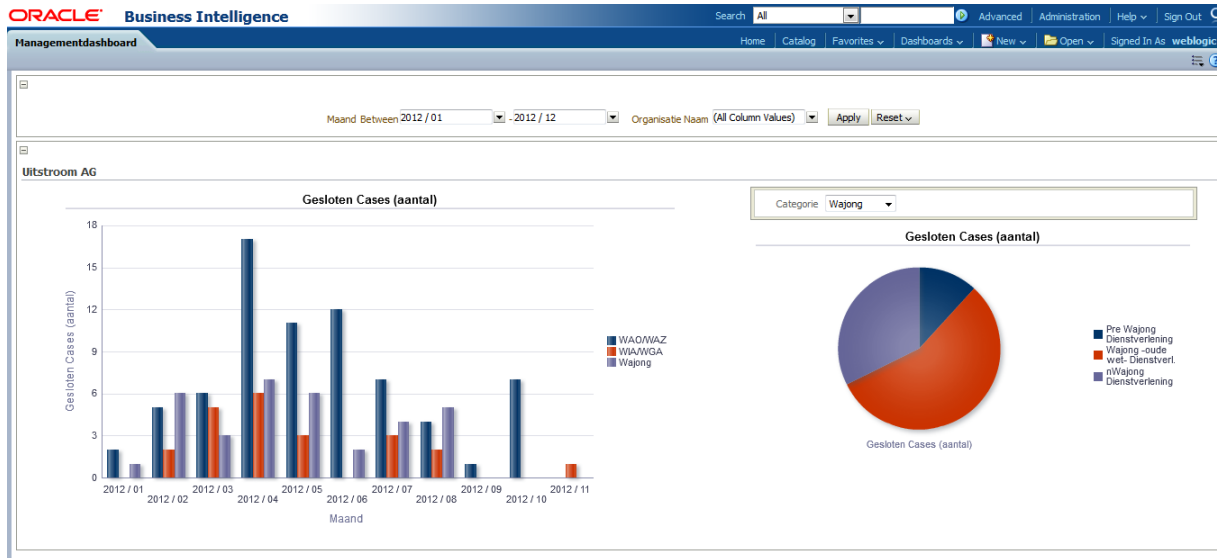 ORACLE Business Intelligence
Search All Advanced Administration Help Sign Out
Managementdashboard
Home Catalog Favorites Dashboards New Open Signed In As weblogic
Maand Between 2012 / 01 - 2012 / 12 Organisatie Naam (All Column Values) Apply Reset
Uitstroom AG
Gesloten Cases (aantal)
18
15
12
9
6
3
0
Gesloten Cases (aantal)
2012 / 01
2012 / 02
2012 / 03
2012 / 04
2012 / 05
2012 / 06
2012 / 07
2012 / 08
2012 / 09
2012 / 10
2012 / 11
Maand
WAO/WAZ
WIA/WGA
Wajong
Categorie Wajong
Gesloten Cases (aantal)
Gesloten Cases (aantal)
Pre Wajong
Dienstverlening
Wajong -oude
wet- Dienstverl.
nWajong
Dienstverlening